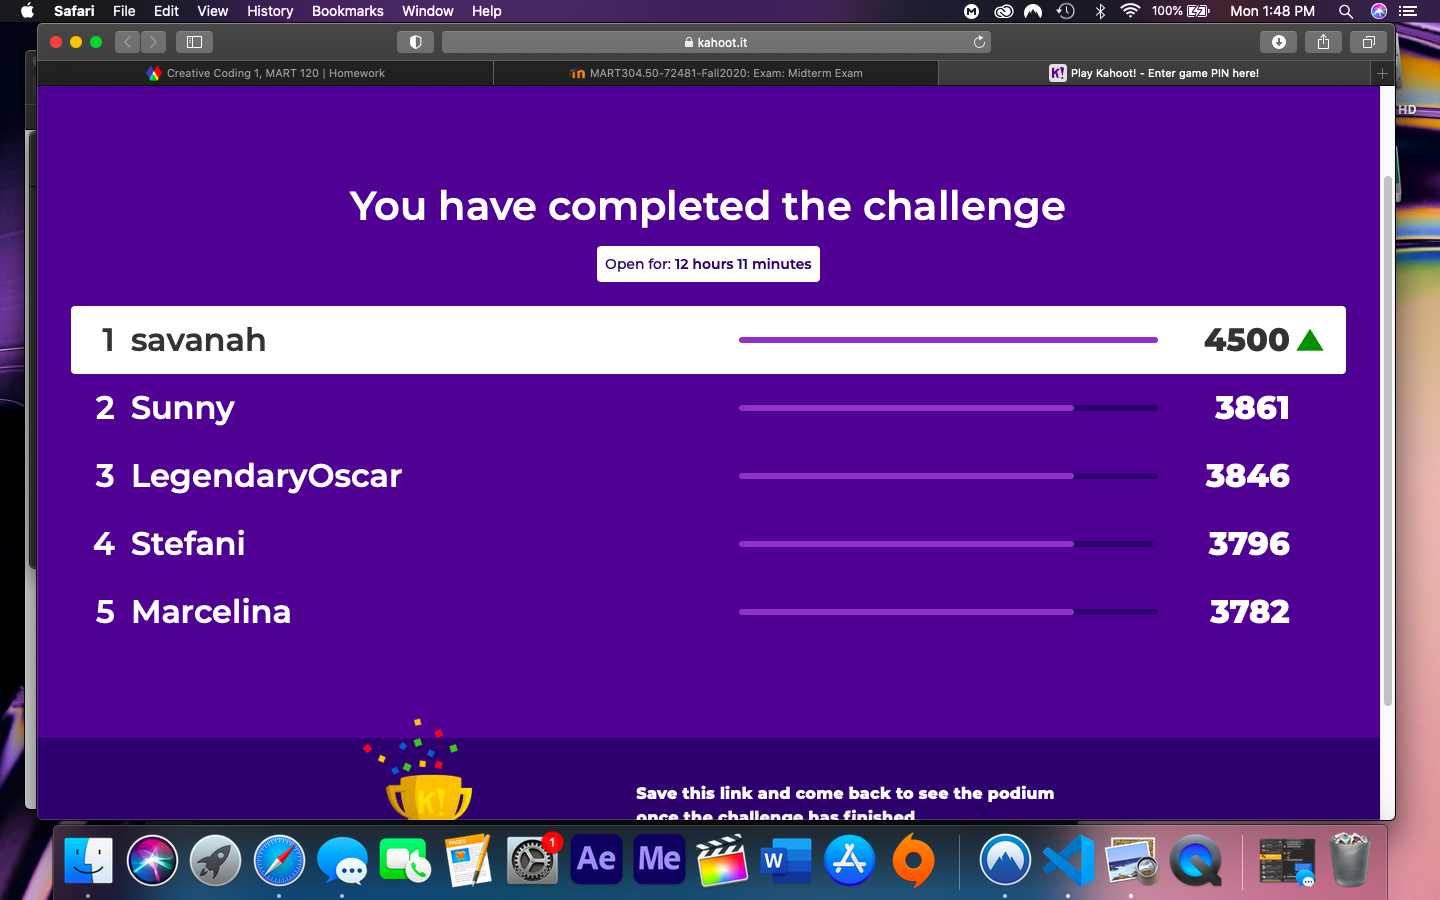 Safari File Edit View History Bookmarks Window Help 100% Mon 1:48 PM
kahoot.it
Creative Coding 1, MART 120 | Homework
MART304.50-72481-Fall2020: Exam: Midterm Exam
K! Play Kahoot! - Enter game PIN here!
HD
You have completed the challenge
Open for: 12 hours 11 minutes
1 savanah 4500
2 Sunny 3861
3 LegendaryOscar 3846
4 Stefani 3796
5 Marcelina 3782
k!
Save this link and come back to see the podium
once the challenge has finished
PAGES
1
Ae
Me
W